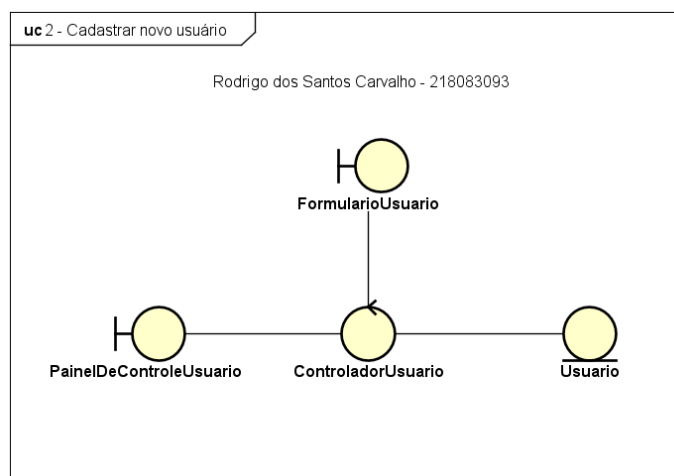 uc 2 - Cadastrar novo usuário
Rodrigo dos Santos Carvalho - 218083093
FormularioUsuario
PainelDeControleUsuario
ControladorUsuario
Usuario